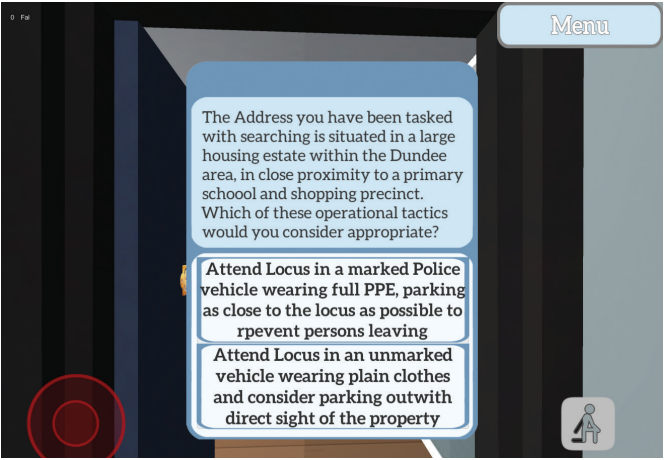 0 Fal
Menu
The Address you have been tasked
with searching is situated in a large
housing estate within the Dundee
area, in close proximity to a primary
schoool and shopping precinct.
Which of these operational tactics
would you consider appropriate?
Attend Locus in a marked Police
vehicle wearing full PPE, parking
as close to the locus as possible to
rpevent persons leaving
Attend Locus in an unmarked
vehicle wearing plain clothes
and consider parking outwith
direct sight of the property